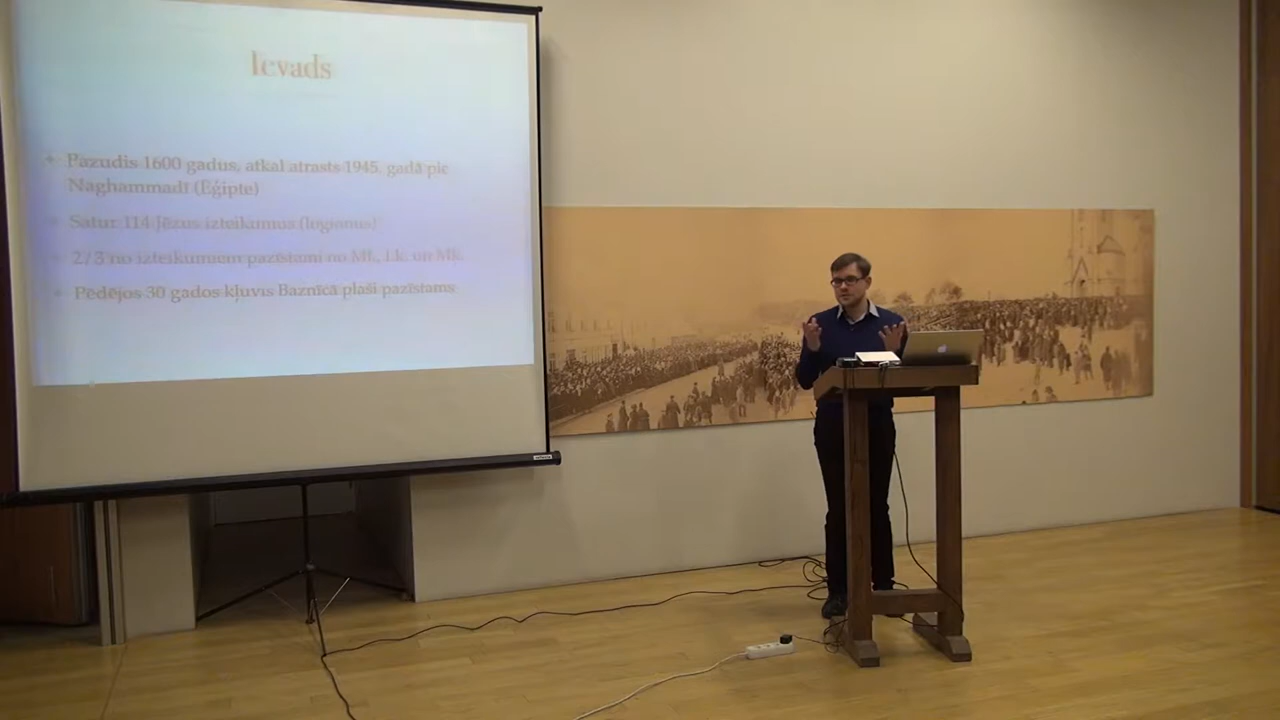 Ievads
Pazudis 1600 gadus, atkal atrasts 1945. gadā pie
Naghammadī (Ēģipte)
Satur 114 Jēzus izteikumus (logionus)
2/3 no izteikumiem pazīstami no Mt., Lk. un Mk.
Pēdējos 30 gados kļuvis Baznīcā plaši pazīstams